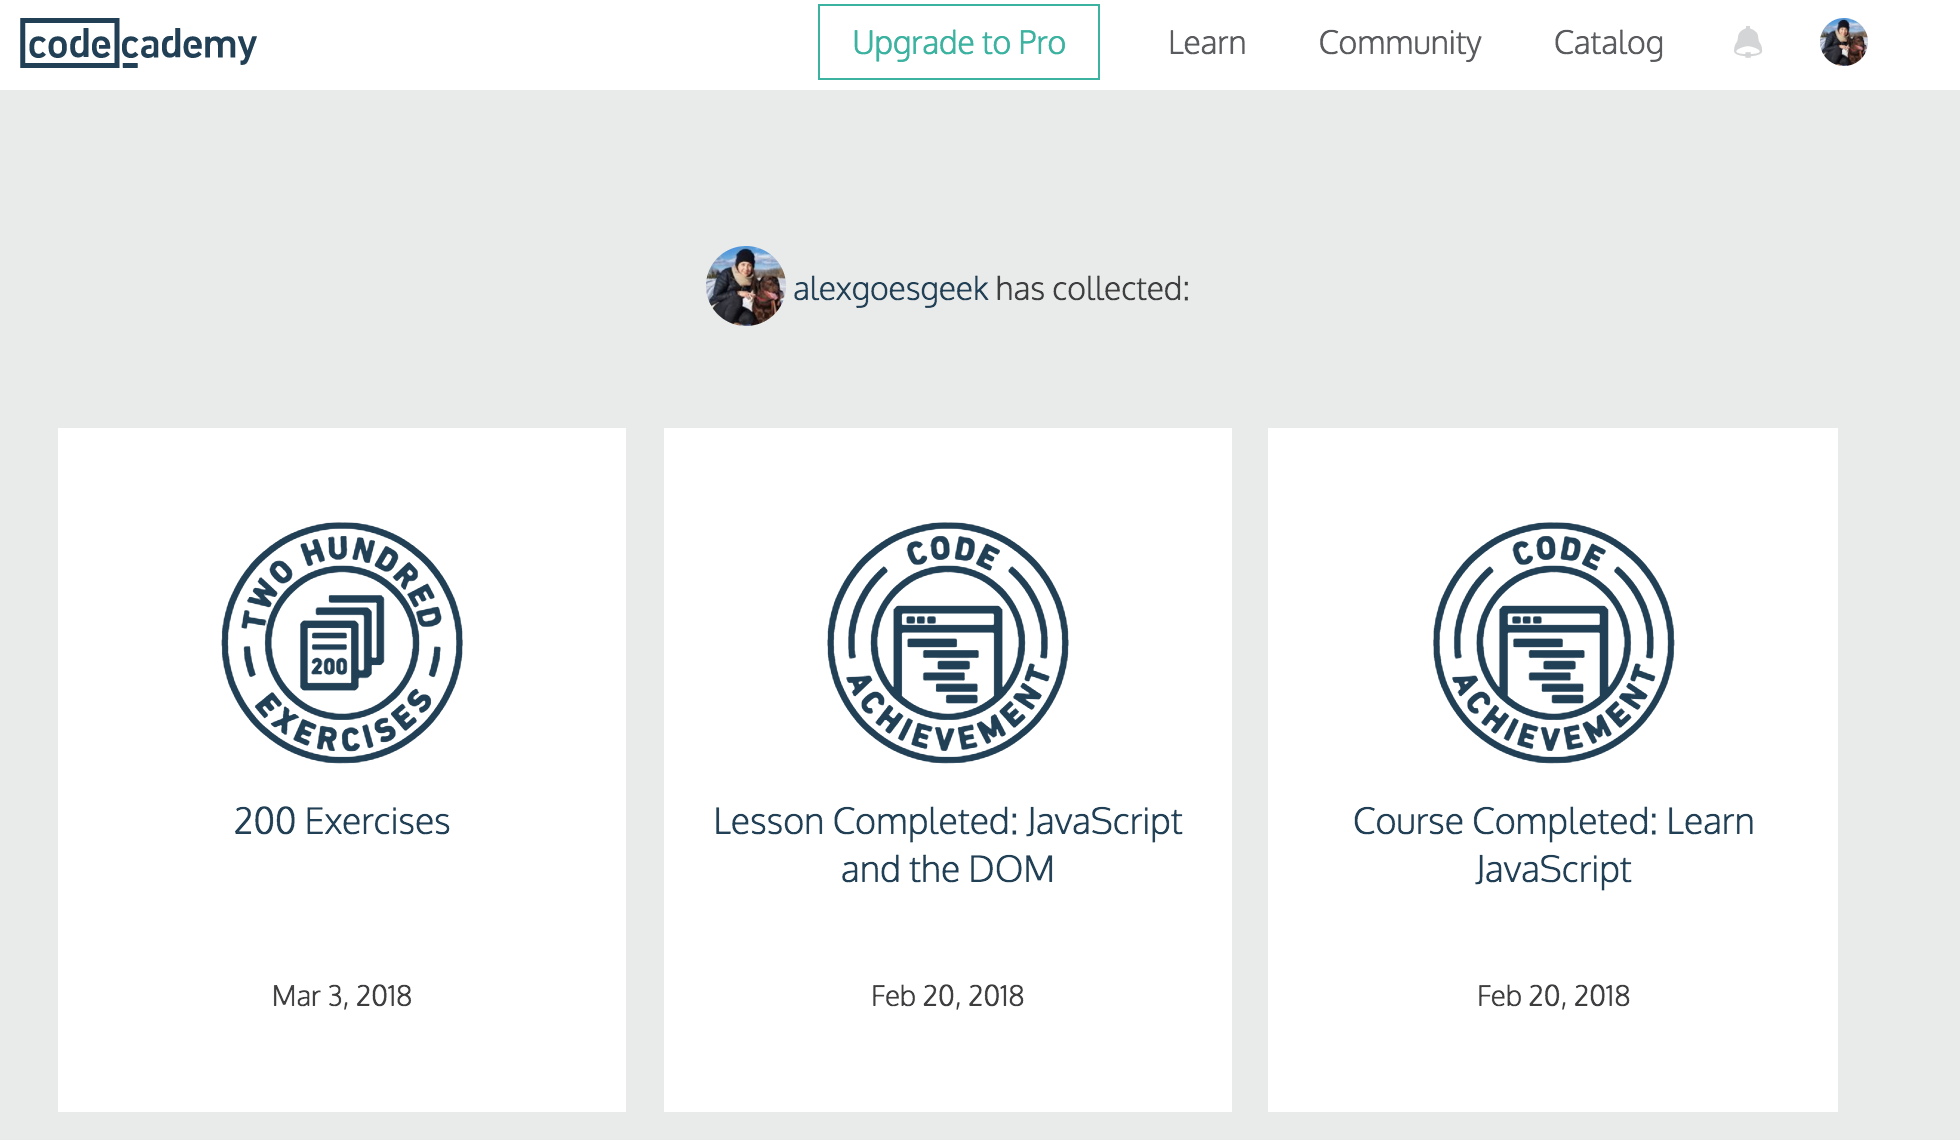 codecademy
Upgrade to Pro
Learn
Community
Catalog
alexgoesgeek has collected:
TWO HUNDRED
200
EXERCISES
200 Exercises
Mar 3, 2018
CODE
ACHIEVEMENT
Lesson Completed: JavaScript
and the DOM
Feb 20, 2018
CODE
ACHIEVEMENT
Course Completed: Learn
JavaScript
Feb 20, 2018